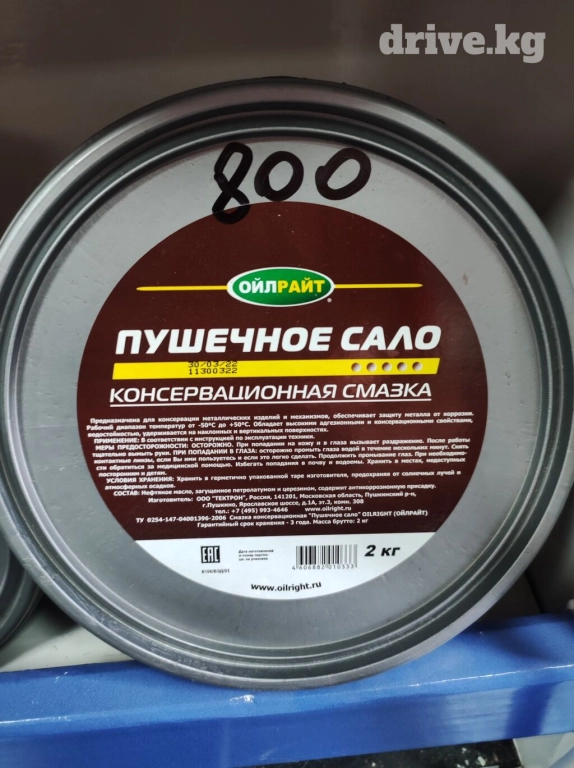 drive.kg
800
ОЙЛРАЙТ
®
ПУШЕЧНОЕ САЛО
30/03/22
11300322
КОНСЕРВАЦИОННАЯ СМАЗКА
Предназначена для консервации металлических изделий и механизмов, обеспечивает защиту металла от коррозии.
Рабочий диапазон температур от -50°С до +50°С. Обладает высокими адгезионными и консервационными свойствами,
водостойкостью, удерживается на наклонных и вертикальных поверхностях.
ПРИМЕНЕНИЕ: В соответствии с инструкцией по эксплуатации техники.
МЕРЫ ПРЕДОСТОРОЖНОСТИ: ОСТОРОЖНО. При попадании на кожу и в глаза вызывает раздражение. После работы
тщательно вымыть руки. ПРИ ПОПАДАНИИ В ГЛАЗА: осторожно промыть глаза водой в течение нескольких минут. Снять
контактные линзы, если Вы ими пользуетесь и если это легко сделать. Продолжить промывание глаз. При необходимо-
сти обратиться за медицинской помощью. Избегать попадания в почву и водоемы. Хранить в местах, недоступных
посторонним и детям.
УСЛОВИЯ ХРАНЕНИЯ: Хранить в герметично упакованной таре изготовителя, предохраняя от солнечных лучей и
атмосферных осадков.
СОСТАВ: Нефтяное масло, загущенное петролатумом и церезином, содержит антикоррозионную присадку.
Изготовитель: ООО "ТЕКТРОН", Россия, 141201, Московская область, Пушкинский р-н,
г.Пушкино, Ярославское шоссе, д.1А, эт.3, комн. 308
тел.: +7 (495) 993-4646 www.oilright.ru
ТУ 0254-147-04001396-2006 Смазка консервационная "Пушечное сало" OILRIGHT (ОЙЛРАЙТ)
Гарантийный срок хранения - 3 года. Масса брутто: 2 кг
ЕАС
Дата изготовления
и номер партии
см. на упаковке
2 кг
4606862010333
www.oilright.ru